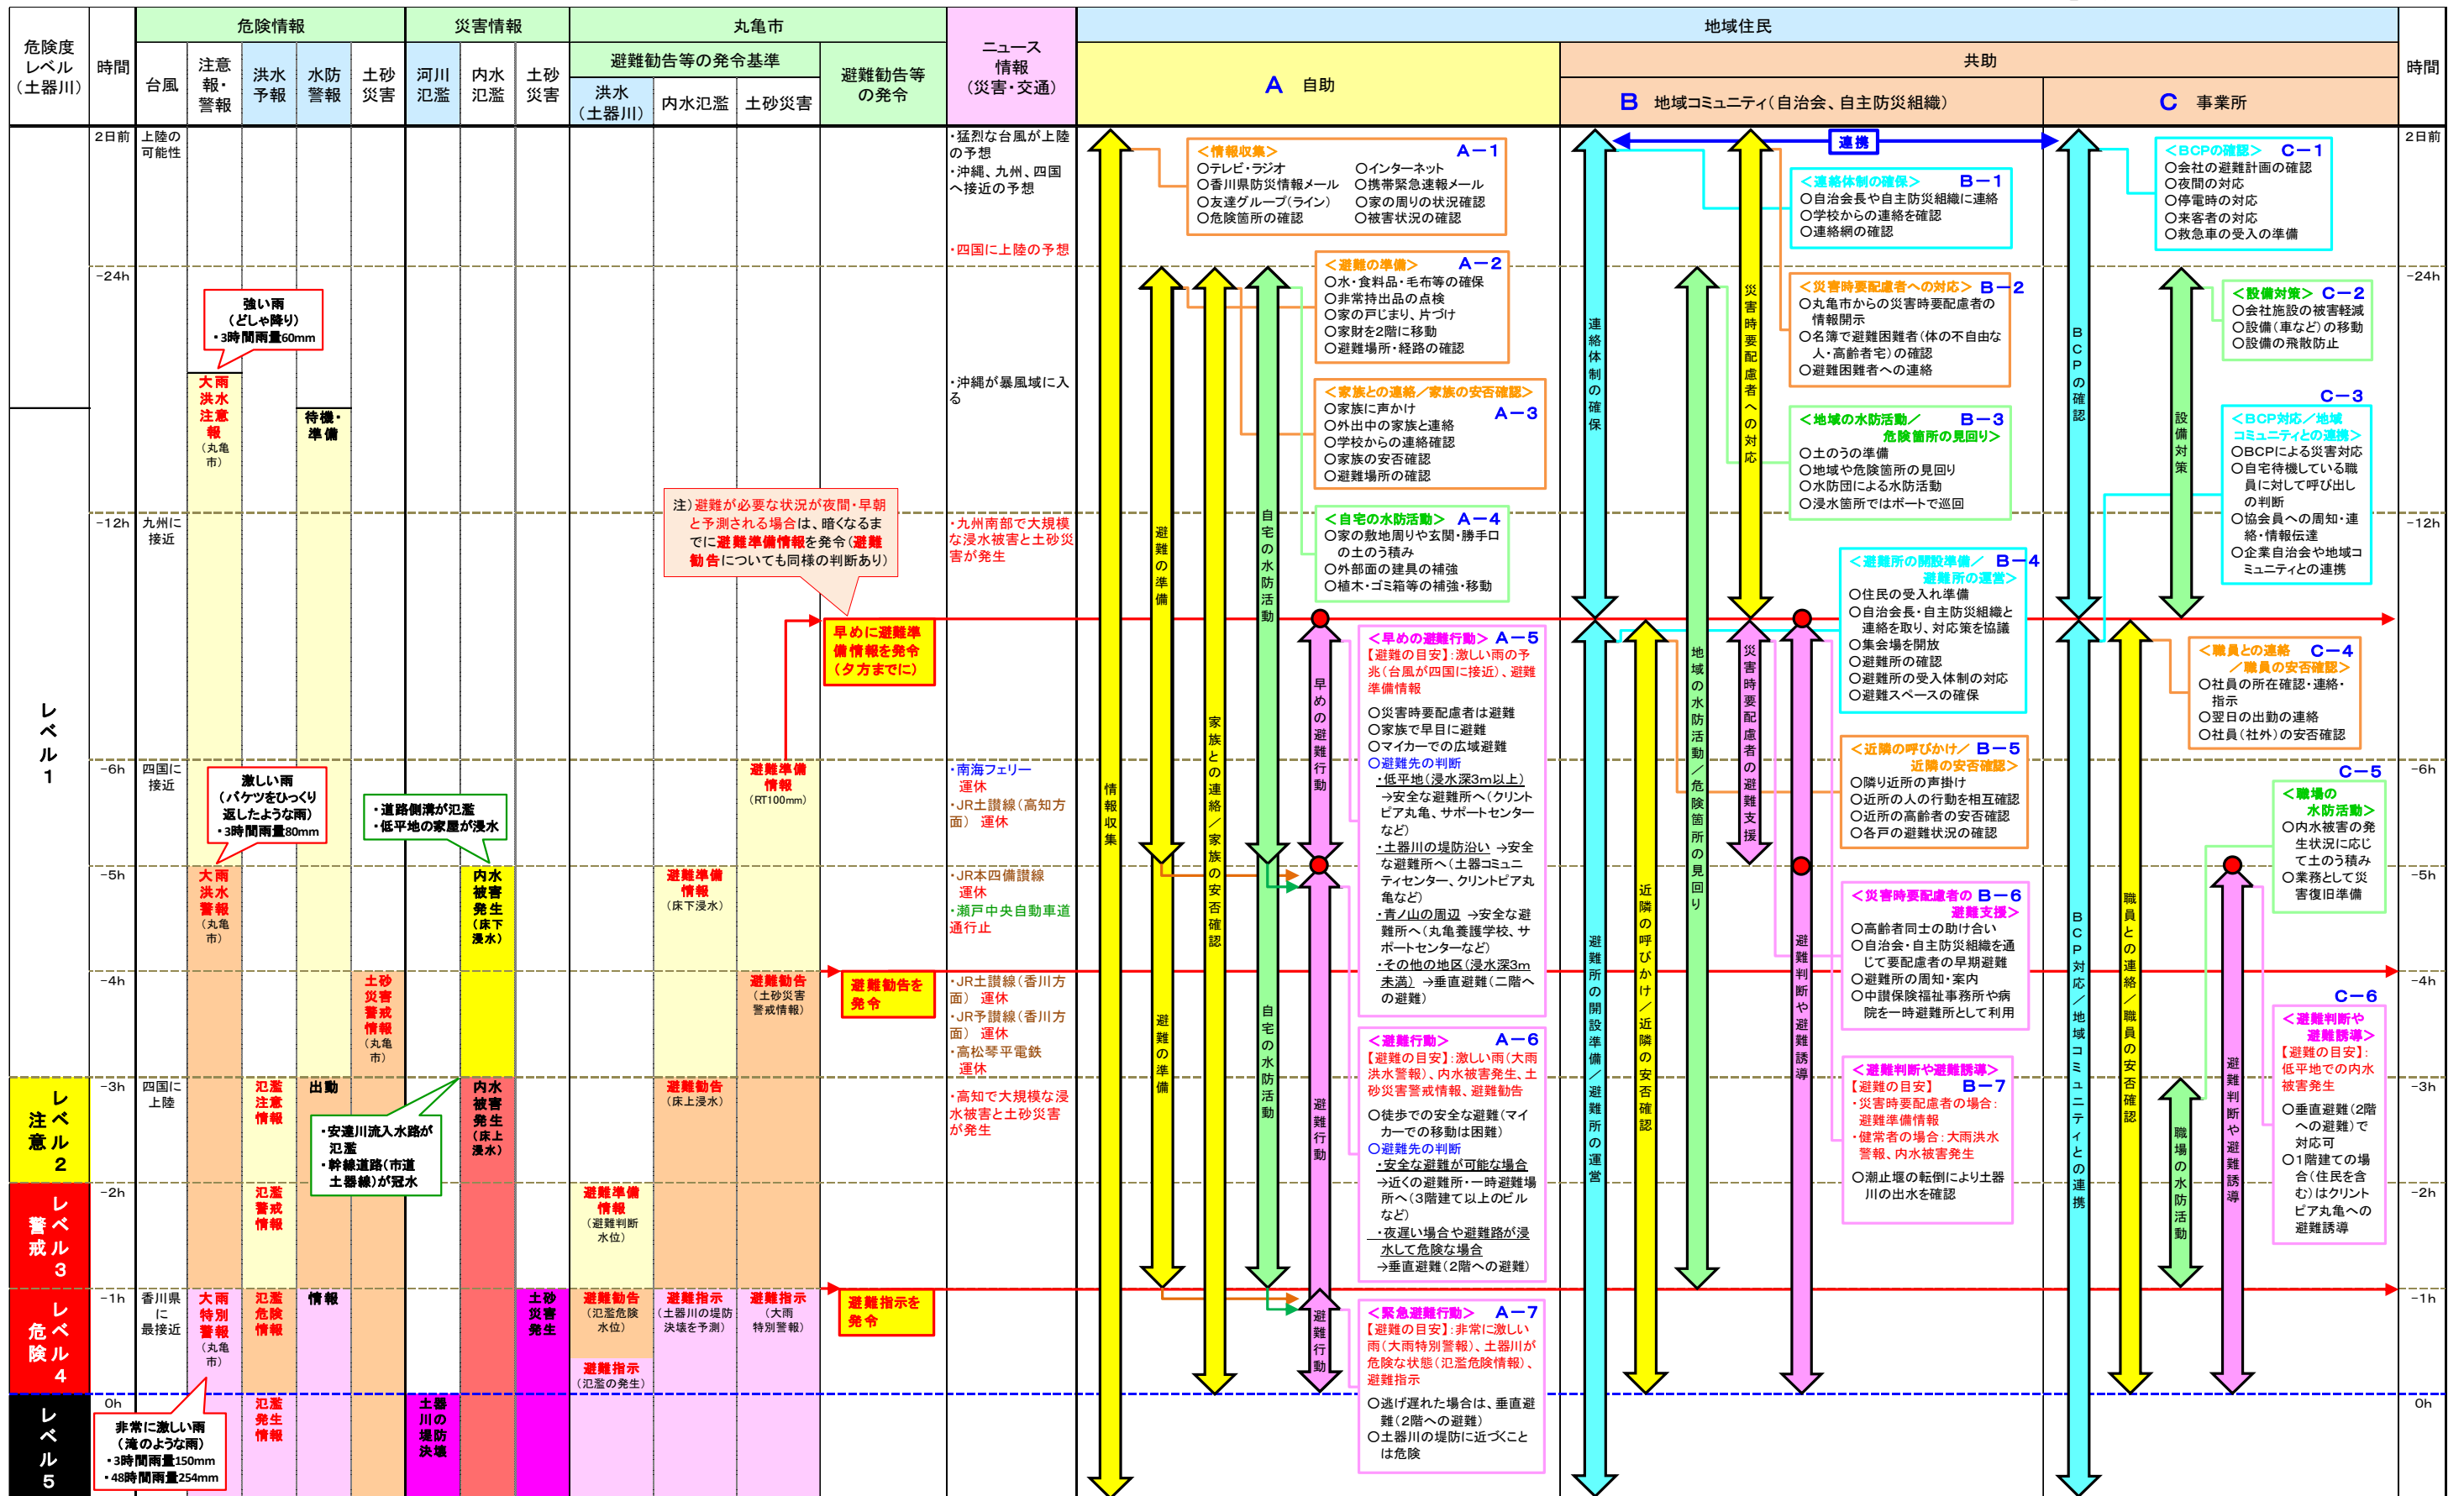 危険度
レベル
（土器川）
時間
危険情報
災害情報
丸亀市
ニュース
情報
（災害・交通）
地域住民
時間
台風
注意
報・
警報
洪水
予報
水防
警報
土砂
災害
河川
氾濫
内水
氾濫
土砂
災害
避難勧告等の発令基準
洪水
（土器川）
内水氾濫
土砂災害
避難勧告等
の発令
A 自助
共助
B 地域コミュニティ（自治会、自主防災組織）
C 事業所
レベル1
レベル2
注意
レベル3
警戒
レベル4
危険
レベル5
2日前
-24h
-12h
-6h
-5h
-4h
-3h
-2h
-1h
0h
上陸の
可能性
九州に
接近
四国に
接近
四国に
上陸
香川県
に
最接近
強い雨
（どしゃ降り）
・3時間雨量60mm
大雨
洪水
注意
報
（丸亀
市）
待機・
準備
激しい雨
（バケツをひっくり
返したような雨）
・3時間雨量80mm
大雨
洪水
警報
（丸亀
市）
・道路側溝が氾濫
・低平地の家屋が浸水
内水
被害
発生
（床下
浸水）
土砂
災害
警戒
情報
（丸亀
市）
氾濫
注意
情報
出動
内水
被害
発生
（床上
浸水）
・安達川流入水路が
氾濫
・幹線道路（市道
土器線）が冠水
氾濫
警戒
情報
大雨
特別
警報
（丸亀
市）
氾濫
危険
情報
情報
土砂
災害
発生
氾濫
発生
情報
土器
川の
堤防
決壊
非常に激しい雨
（滝のような雨）
・3時間雨量150mm
・48時間雨量254mm
注）避難が必要な状況が夜間・早朝
と予測される場合は、暗くなるま
でに避難準備情報を発令（避難
勧告についても同様の判断あり）
早めに避難準
備情報を発令
（夕方までに）
避難準備
情報
（RT100mm）
避難準備
情報
（床下浸水）
避難勧告
（土砂災害
警戒情報）
避難勧告を
発令
避難勧告
（床上浸水）
避難準備
情報
（避難判断
水位）
避難勧告
（氾濫危険
水位）
避難指示
（土器川の堤防
決壊を予測）
避難指示
（大雨
特別警報）
避難指示を
発令
避難指示
（氾濫の発生）
・猛烈な台風が上陸
の予想
・沖縄、九州、四国
へ接近の予想
・四国に上陸の予想
・沖縄が暴風域に入
る
・九州南部で大規模
な浸水被害と土砂災
害が発生
・南海フェリー
運休
・JR土讃線（高知方
面） 運休
・JR本四備讃線
運休
・瀬戸中央自動車道
通行止
・JR土讃線（香川方
面） 運休
・JR予讃線（香川方
面） 運休
・高松琴平電鉄
運休
・高知で大規模な浸
水被害と土砂災害
が発生
情報収集
避難の準備
避難の準備
家族との連絡／家族の安否確認
自宅の水防活動
自宅の水防活動
早めの避難行動
避難行動
避難行動
＜情報収集＞ A－1
○テレビ・ラジオ ○インターネット
○香川県防災情報メール ○携帯緊急速報メール
○友達グループ（ライン） ○家の周りの状況確認
○危険箇所の確認 ○被害状況の確認
＜避難の準備＞ A－2
○水・食料品・毛布等の確保
○非常持出品の点検
○家の戸じまり、片づけ
○家財を2階に移動
○避難場所・経路の確認
＜家族との連絡／家族の安否確認＞
A－3
○家族に声かけ
○外出中の家族と連絡
○学校からの連絡確認
○家族の安否確認
○避難場所の確認
＜自宅の水防活動＞ A－4
○家の敷地周りや玄関・勝手口
の土のう積み
○外部面の建具の補強
○植木・ゴミ箱等の補強・移動
＜早めの避難行動＞ A－5
【避難の目安】：激しい雨の予
兆（台風が四国に接近）、避難
準備情報
○災害時要配慮者は避難
○家族で早目に避難
○マイカーでの広域避難
○避難先の判断
・低平地（浸水深3m以上）
→安全な避難所へ（クリント
ピア丸亀、サポートセンター
など）
・土器川の堤防沿い →安全
な避難所へ（土器コミュニ
ティセンター、クリントピア丸
亀など）
・青ノ山の周辺 →安全な避
難所へ（丸亀養護学校、サ
ポートセンターなど）
・その他の地区（浸水深3m
未満） →垂直避難（二階へ
の避難）
＜避難行動＞ A－6
【避難の目安】：激しい雨（大雨
洪水警報）、内水被害発生、土
砂災害警戒情報、避難勧告
○徒歩での安全な避難（マイ
カーでの移動は困難）
○避難先の判断
・安全な避難が可能な場合
→近くの避難所・一時避難場
所へ（3階建て以上のビル
など）
・夜遅い場合や避難路が浸
水して危険な場合
→垂直避難（2階への避難）
＜緊急避難行動＞ A－7
【避難の目安】：非常に激しい
雨（大雨特別警報）、土器川が
危険な状態（氾濫危険情報）、
避難指示
○逃げ遅れた場合は、垂直避
難（2階への避難）
○土器川の堤防に近づくこと
は危険
連携
連絡体制の確保
避難所の開設準備／避難所の運営
近隣の呼びかけ／近隣の安否確認
地域の水防活動／危険箇所の見回り
災害時要配慮者への対応
災害時要配慮者の避難支援
避難判断や避難誘導
＜連絡体制の確保＞ B－1
○自治会長や自主防災組織に連絡
○学校からの連絡を確認
○連絡網の確認
＜災害時要配慮者への対応＞ B－2
○丸亀市からの災害時要配慮者の
情報開示
○名簿で避難困難者（体の不自由な
人・高齢者宅）の確認
○避難困難者への連絡
＜地域の水防活動／ B－3
危険箇所の見回り＞
○土のうの準備
○地域や危険箇所の見回り
○水防団による水防活動
○浸水箇所ではボートで巡回
＜避難所の開設準備／ B－4
避難所の運営＞
○住民の受入れ準備
○自治会長・自主防災組織と
連絡を取り、対応策を協議
○集会場を開放
○避難所の確認
○避難所の受入体制の対応
○避難スペースの確保
＜近隣の呼びかけ／ B－5
近隣の安否確認＞
○隣り近所の声掛け
○近所の人の行動を相互確認
○近所の高齢者の安否確認
○各戸の避難状況の確認
＜災害時要配慮者の B－6
避難支援＞
○高齢者同士の助け合い
○自治会・自主防災組織を通
じて要配慮者の早期避難
○避難所の周知・案内
○中讃保険福祉事務所や病
院を一時避難所として利用
＜避難判断や避難誘導＞
【避難の目安】 B－7
・災害時要配慮者の場合：
避難準備情報
・健常者の場合：大雨洪水
警報、内水被害発生
○潮止堰の転倒により土器
川の出水を確認
BCPの確認
BCP対応／地域コミュニティとの連携
職員との連絡／職員の安否確認
設備対策
職場の水防活動
避難判断や避難誘導
＜BCPの確認＞ C－1
○会社の避難計画の確認
○夜間の対応
○停電時の対応
○来客者の対応
○救急車の受入の準備
＜設備対策＞ C－2
○会社施設の被害軽減
○設備（車など）の移動
○設備の飛散防止
C－3
＜BCP対応／地域
コミュニティとの連携＞
○BCPによる災害対応
○自宅待機している職
員に対して呼び出し
の判断
○協会員への周知・連
絡・情報伝達
○企業自治会や地域コ
ミュニティとの連携
＜職員との連絡 C－4
／職員の安否確認＞
○社員の所在確認・連絡・
指示
○翌日の出勤の連絡
○社員（社外）の安否確認
C－5
＜職場の
水防活動＞
○内水被害の発
生状況に応じ
て土のう積み
○業務として災
害復旧準備
C－6
＜避難判断や
避難誘導＞
【避難の目安】：
低平地での内水
被害発生
○垂直避難（2階
への避難）で
対応可
○1階建ての場
合（住民を含
む）はクリント
ピア丸亀への
避難誘導
2日前
-24h
-12h
-6h
-5h
-4h
-3h
-2h
-1h
0h